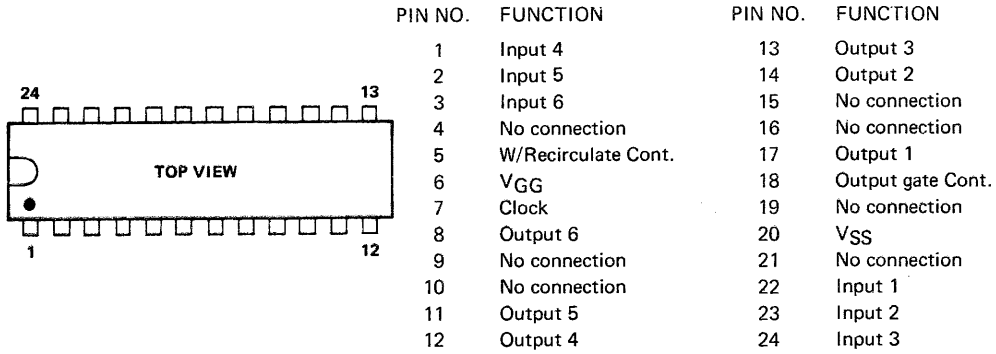 PIN NO. FUNCTION PIN NO. FUNCTION
1 Input 4 13 Output 3
2 Input 5 14 Output 2
3 Input 6 15 No connection
4 No connection 16 No connection
5 W/Recirculate Cont. 17 Output 1
6 VGG 18 Output gate Cont.
7 Clock 19 No connection
8 Output 6 20 VSS
9 No connection 21 No connection
10 No connection 22 Input 1
11 Output 5 23 Input 2
12 Output 4 24 Input 3
24 13
TOP VIEW
1 12